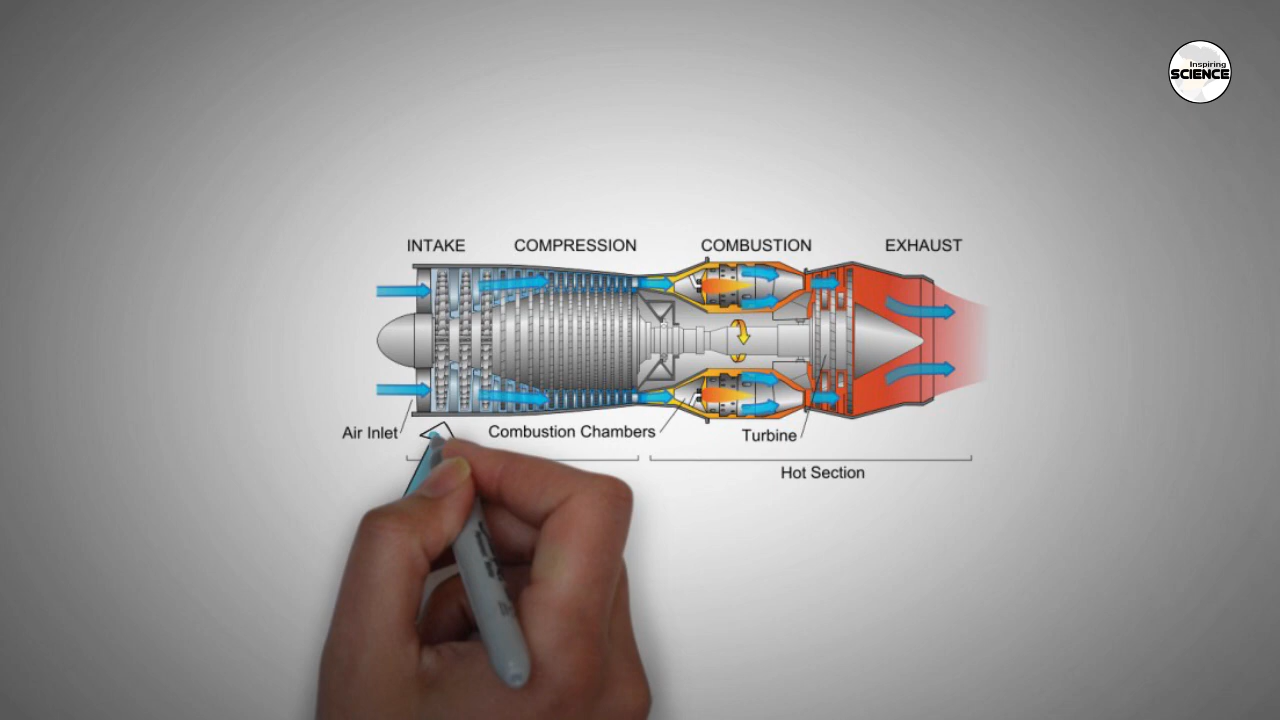 Inspiring
SCIENCE
INTAKE COMPRESSION COMBUSTION EXHAUST
Air Inlet
Combustion Chambers
Turbine
Hot Section